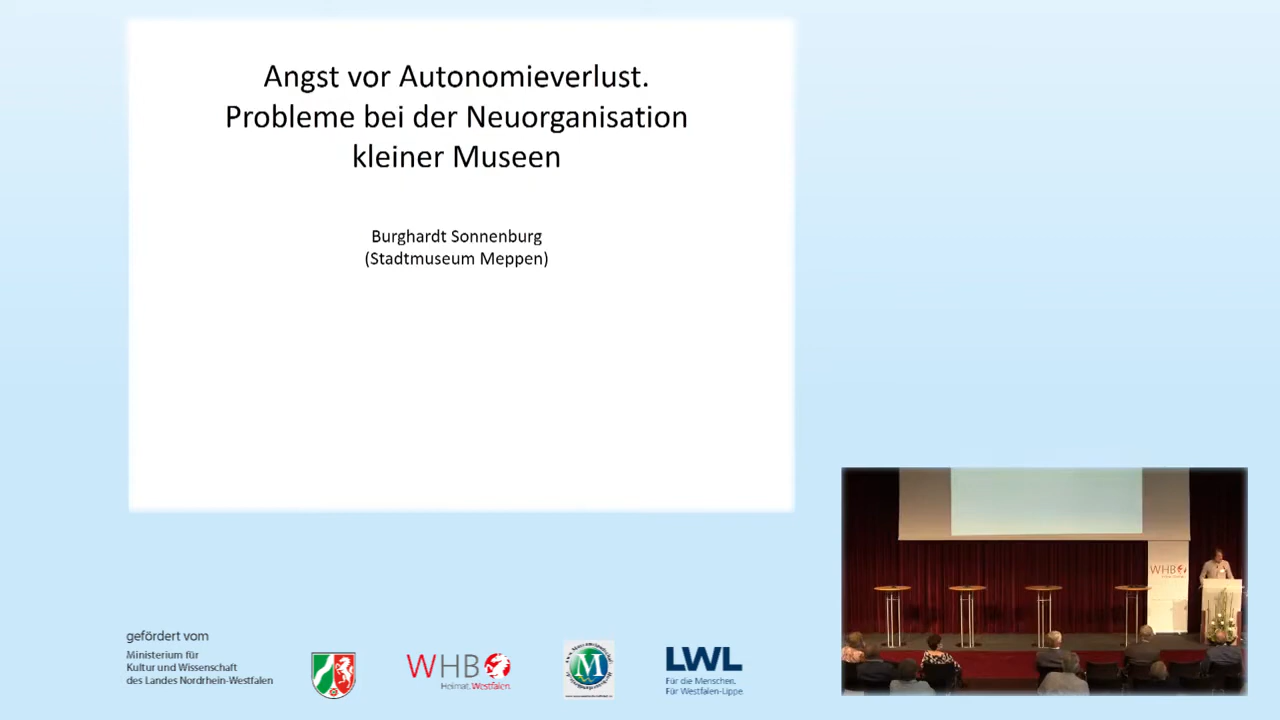 Angst vor Autonomieverlust.
Probleme bei der Neuorganisation
kleiner Museen
Burghardt Sonnenburg
(Stadtmuseum Meppen)
gefördert vom
Ministerium für
Kultur und Wissenschaft
des Landes Nordrhein-Westfalen
WHB
Heimat. Westfalen.
M
LWL
Für die Menschen.
Für Westfalen-Lippe.
WHB